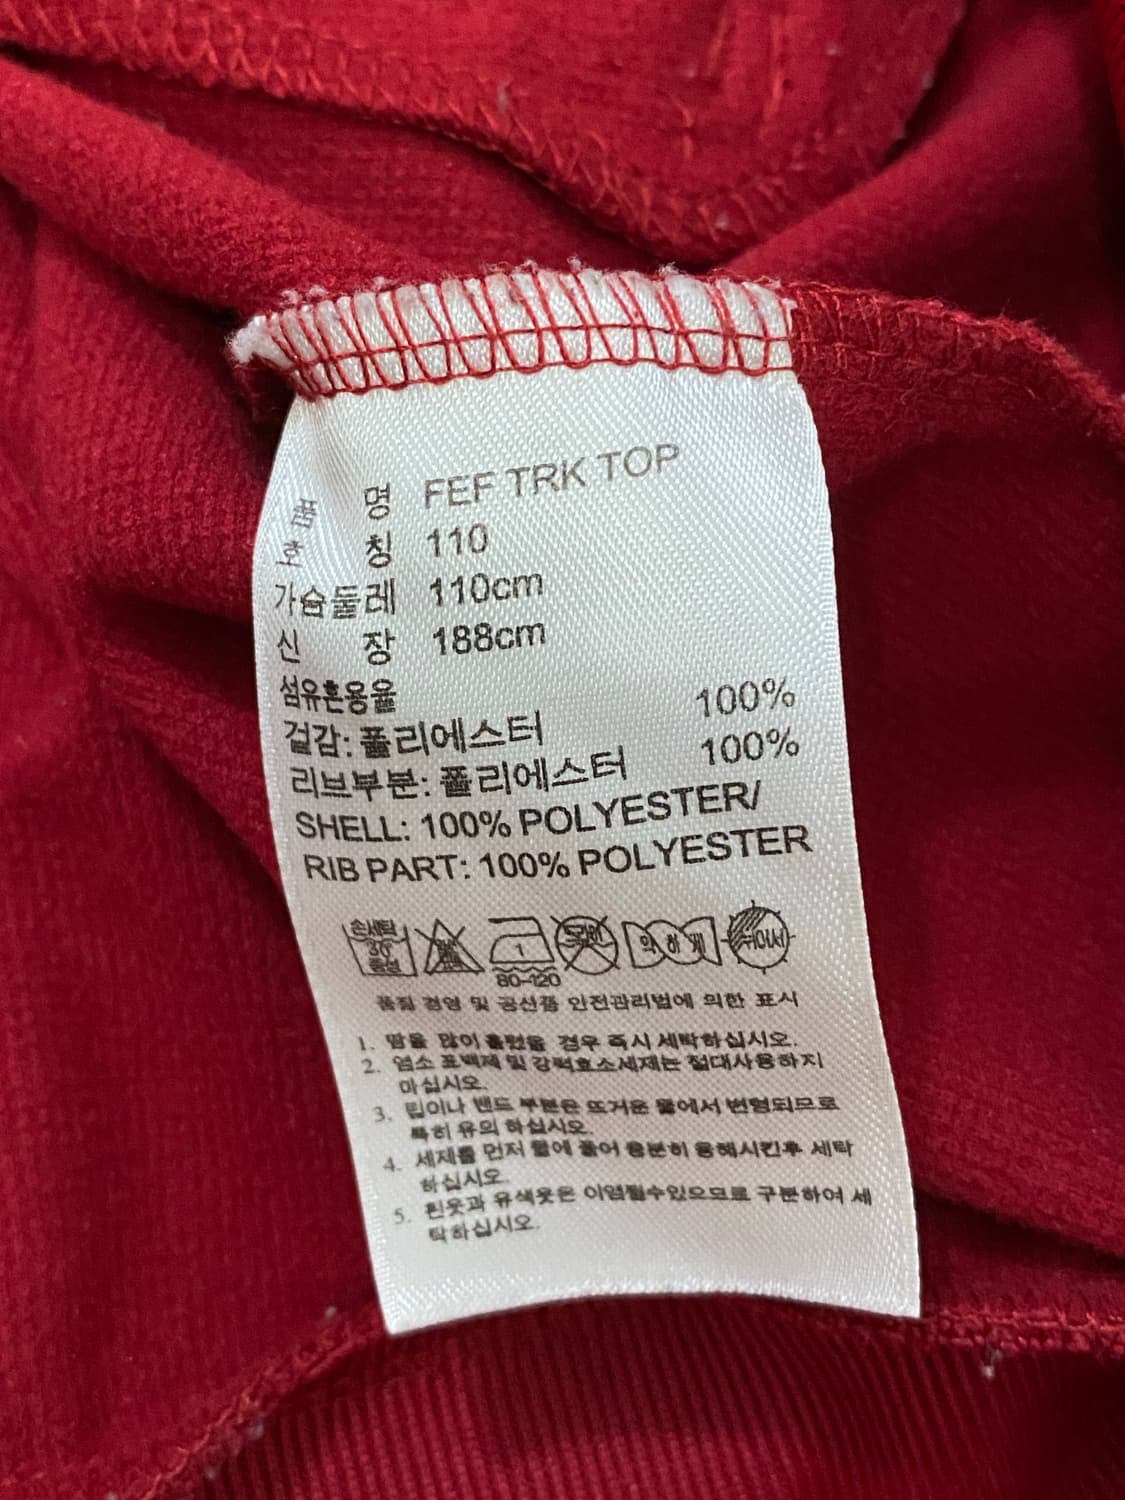 품 명 FEF TRK TOP
호 칭 110
가슴둘레 110cm
신 장 188cm
섬유혼용율
겉감: 폴리에스터 100%
리브부분: 폴리에스터 100%
SHELL: 100% POLYESTER/
RIB PART: 100% POLYESTER
손세탁 30° 중성 1 80-120 드라이 약하게 뉘어서
품질 경영 및 공산품 안전관리법에 의한 표시
1. 땀을 많이 흘렸을 경우 즉시 세탁하십시오.
2. 염소 표백제 및 강력효소세제는 절대사용하지
마십시오.
3. 립이나 밴드 부분은 뜨거운 물에서 변형되므로
특히 유의 하십시오.
4. 세제를 먼저 물에 풀어 충분히 용해시킨후 세탁
하십시오.
5. 흰옷과 유색옷은 이염될수있으므로 구분하여 세
탁하십시오.